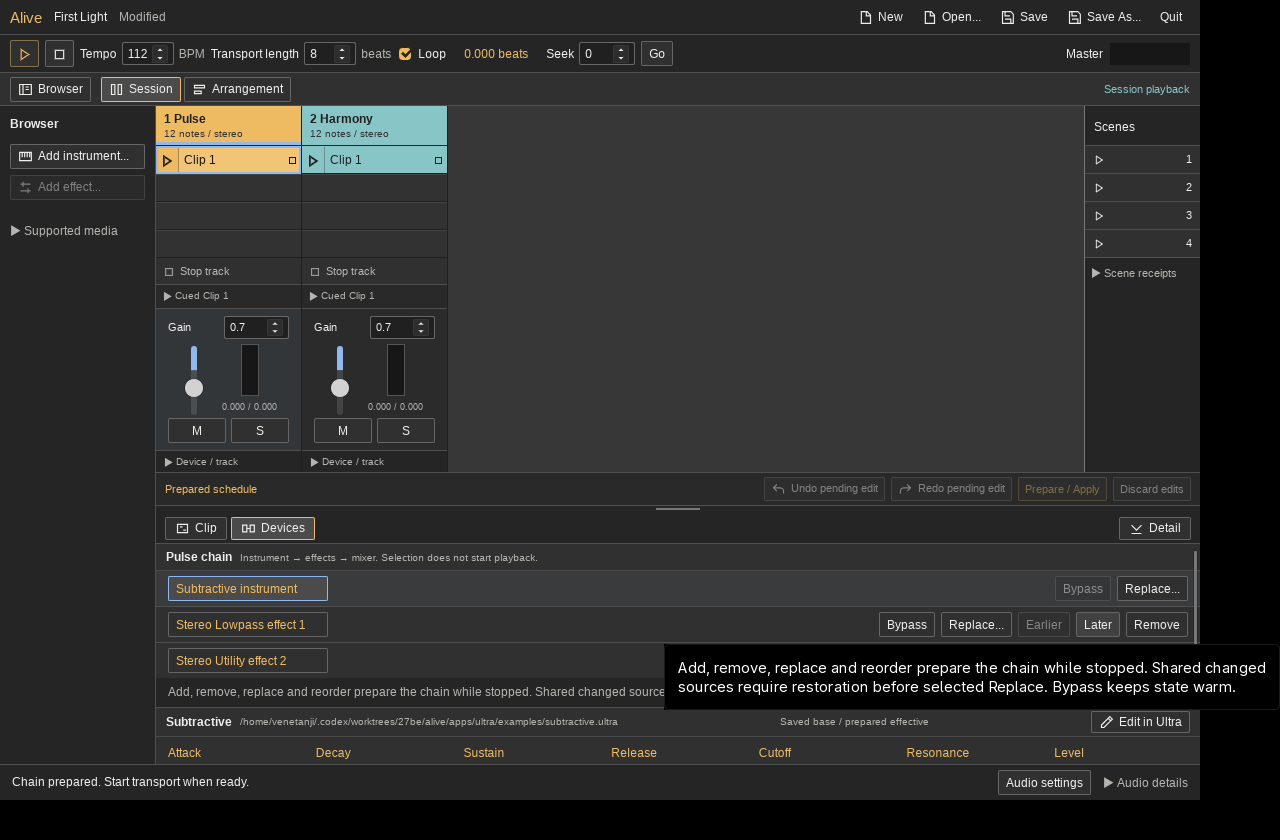 Alive First Light Modified New Open... Save Save As... Quit
Tempo 112 BPM Transport length 8 beats Loop 0.000 beats Seek 0 Go Master
Browser Session Arrangement Session playback
Browser
Add instrument...
Add effect...
Supported media
1 Pulse
12 notes / stereo
2 Harmony
12 notes / stereo
Clip 1
Clip 1
Stop track
Stop track
Cued Clip 1
Cued Clip 1
Gain 0.7
Gain 0.7
0.000 / 0.000
0.000 / 0.000
M S
M S
Device / track
Device / track
Scenes
1
2
3
4
Scene receipts
Prepared schedule Undo pending edit Redo pending edit Prepare / Apply Discard edits
Clip Devices Detail
Pulse chain Instrument → effects → mixer. Selection does not start playback.
Subtractive instrument Bypass Replace...
Stereo Lowpass effect 1 Bypass Replace... Earlier Later Remove
Stereo Utility effect 2
Add, remove, replace and reorder prepare the chain while stopped. Shared changed
sources require restoration before selected Replace. Bypass keeps state warm.
Add, remove, replace and reorder prepare the chain while stopped. Shared changed
Subtractive /home/venetanji/.codex/worktrees/27be/alive/apps/ultra/examples/subtractive.ultra Saved base / prepared effective Edit in Ultra
Attack Decay Sustain Release Cutoff Resonance Level
Chain prepared. Start transport when ready. Audio settings Audio details